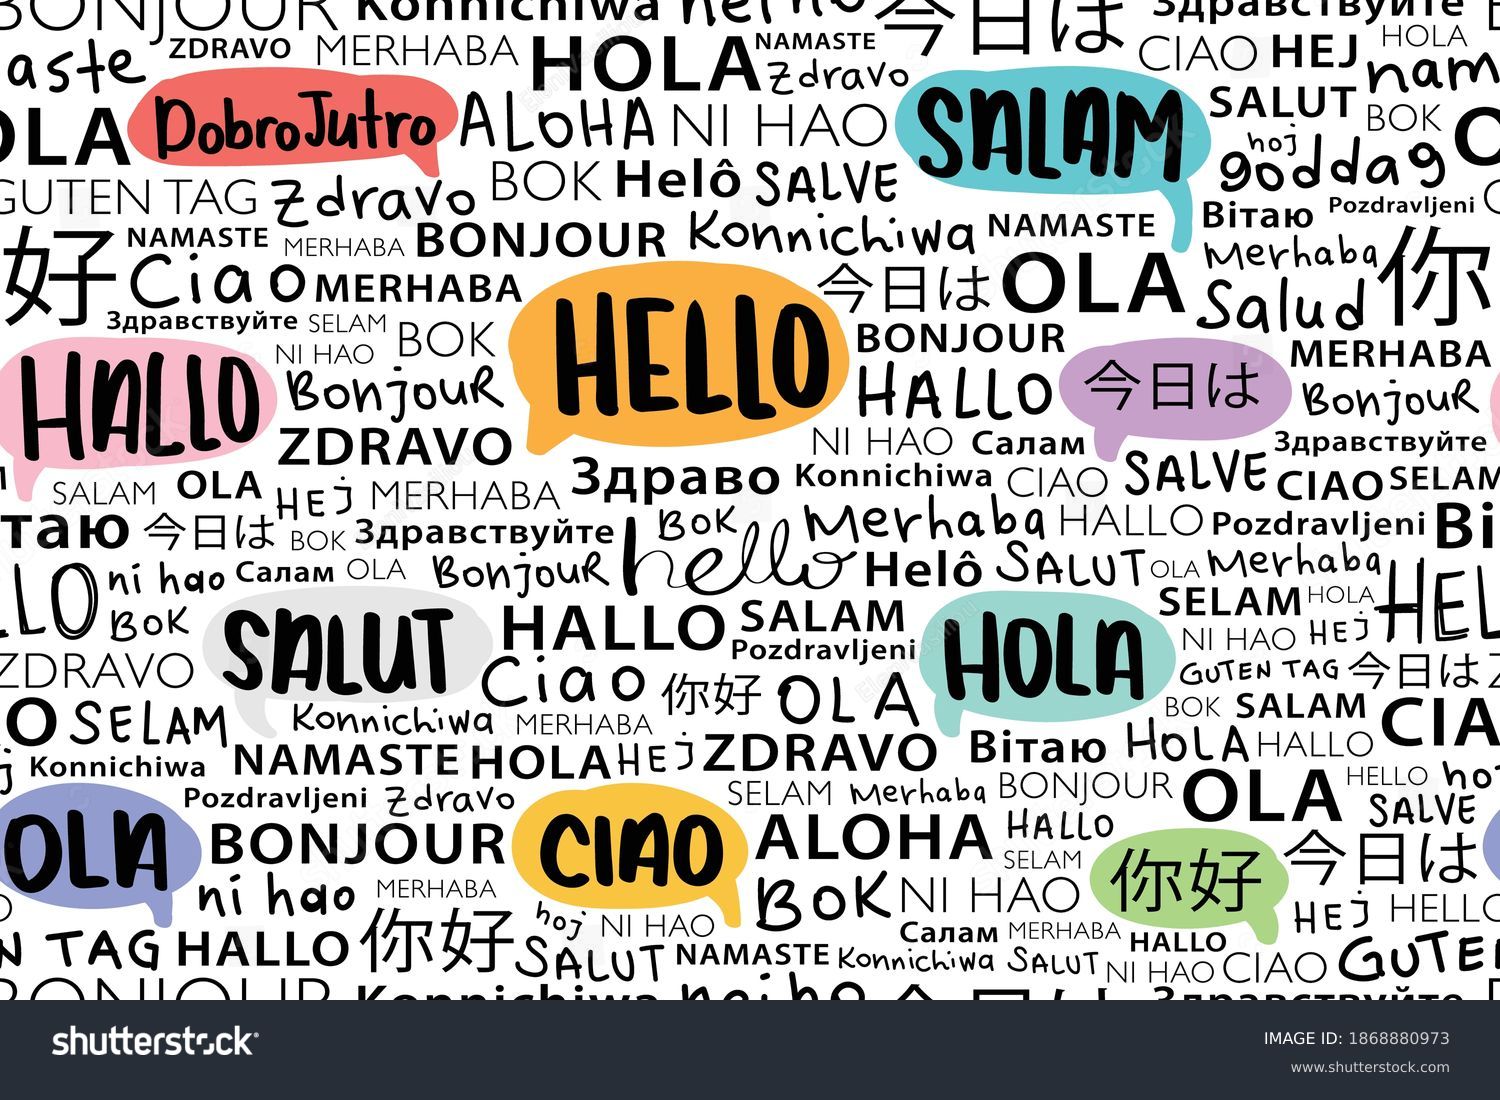 BONJOUR Konnichiwa 今日は Здравствуйте
ZDRAVO MERHABA HOLA NAMASTE CIAO HEJ HOLA
aste Zdravo nam
DobroJutro ALOHA NI HAO SALAM SALUT BOK
OLA hoj goddag
GUTEN TAG Zdravo BOK Helô SALVE Вітаю Pozdravljeni
好 NAMASTE MERHABA BONJOUR Konnichiwa NAMASTE Merhaba 你
Ciao MERHABA 今日は OLA Salud
Здравствуйте SELAM BOK HELLO BONJOUR MERHABA
HALLO NI HAO Bonjour HALLO 今日は Bonjour
ZDRAVO NI HAO Салам Здравствуйте
SALAM OLA HEj MERHABA Здраво Konnichiwa CIAO SALVE CIAO SELAM
таю 今日は BOK Здравствуйте BOK Merhaba HALLO Pozdravljeni Ві
LLO ni hao Салам OLA Bonjour hello Helô SALUT OLA Merhaba HEL
BOK SALUT HALLO SALAM HOLA SELAM HOLA
Pozdravljeni NI HAO HEj
ZDRAVO Ciao 你好 OLA GUTEN TAG 今日は
O SELAM Konnichiwa MERHABA BOK SALAM CIA
Konnichiwa NAMASTE HOLA HEj ZDRAVO Вітаю HOLA HALLO
Pozdravljeni Zdravo SELAM Merhaba BONJOUR OLA HELLO ho
OLA BONJOUR CIAO ALOHA HALLO SALVE
SELAM 你好 今日は
ni hao MERHABA BOK NI HAO HEj HELLO
hoj NI HAO Салам MERHABA HALLO
N TAG HALLO 你好 SALUT NAMASTE Konnichiwa SALUT NI HAO CIAO GUTEN
BONJOUR Konnichiwa Здравствуйте
shutterstock
IMAGE ID: 1868880973
www.shutterstock.com